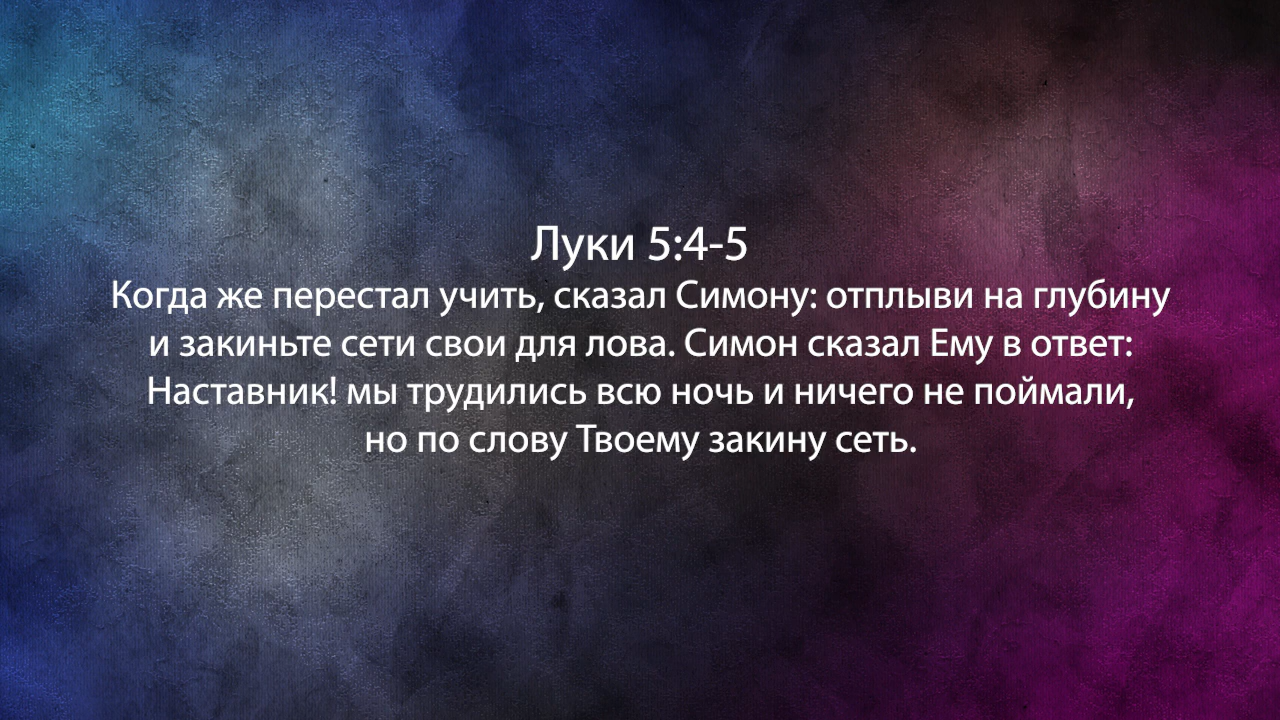 Луки 5:4-5
Когда же перестал учить, сказал Симону: отплыви на глубину
и закиньте сети свои для лова. Симон сказал Ему в ответ:
Наставник! мы трудились всю ночь и ничего не поймали,
но по слову Твоему закину сеть.